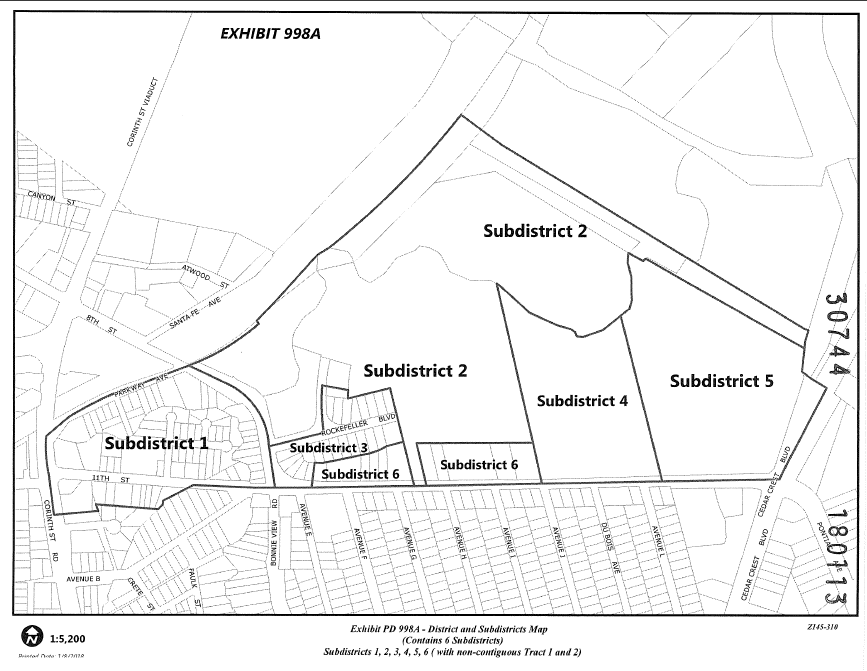 EXHIBIT 998A
CORINTH ST VIADUCT
CANYON ST
ATWOOD ST
SANTA FE AVE
8TH ST
PARKWAY AVE
Subdistrict 2
Subdistrict 2
Subdistrict 5
Subdistrict 4
Subdistrict 1
ROCKEFELLER BLVD
Subdistrict 3
Subdistrict 6
Subdistrict 6
11TH ST
CORINTH ST RD
BONNIE VIEW RD
AVENUE E
AVENUE F
AVENUE G
AVENUE H
AVENUE I
AVENUE J
DU BOIS AVE
AVENUE L
CEDAR CREST BLVD
CEDAR CREST BLVD
AVENUE B
CRETE ST
FAULK ST
30744
180113
1:5,200
Printed Date: 1/8/2018
Exhibit PD 998A - District and Subdistricts Map
(Contains 6 Subdistricts)
Subdistricts 1, 2, 3, 4, 5, 6 ( with non-contiguous Tract 1 and 2)
Z145-310